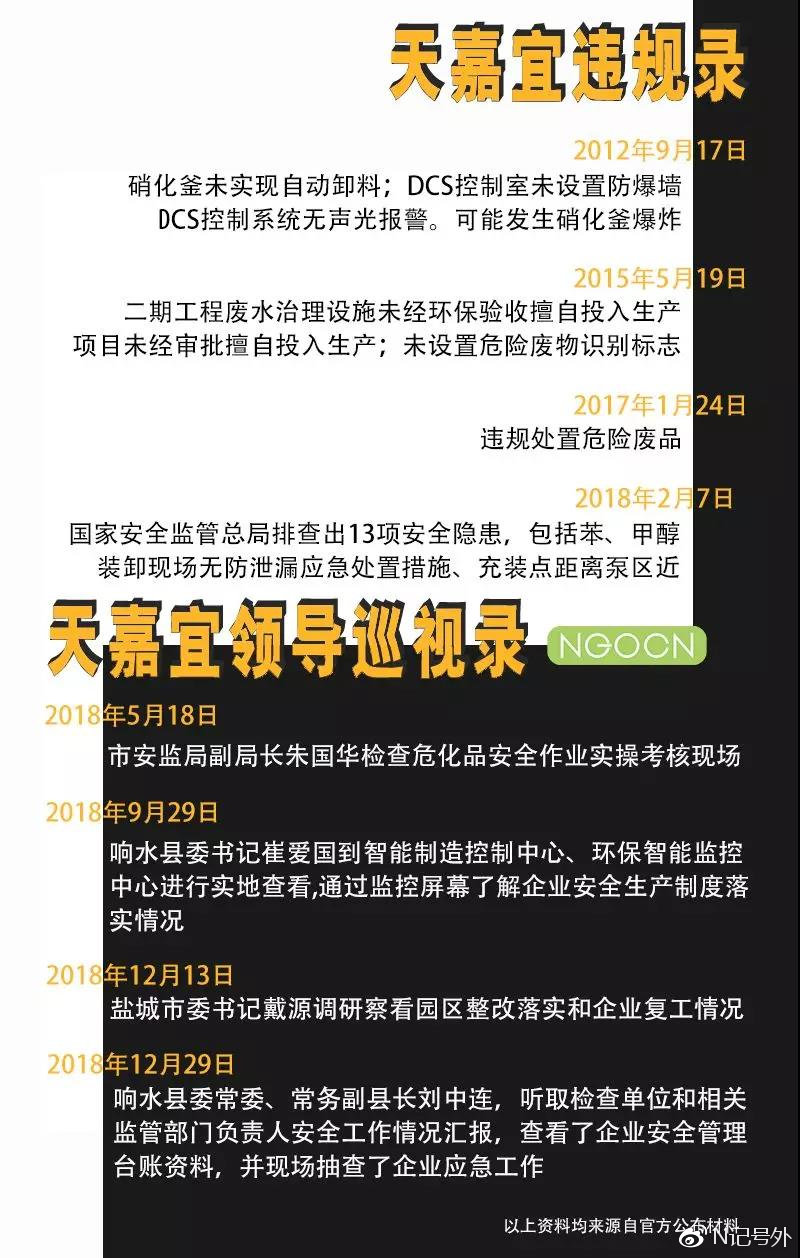 天嘉宜违规录
2012年9月17日
硝化釜未实现自动卸料；DCS控制室未设置防爆墙
DCS控制系统无声光报警。可能发生硝化釜爆炸
2015年5月19日
二期工程废水治理设施未经环保验收擅自投入生产
项目未经审批擅自投入生产；未设置危险废物识别标志
2017年1月24日
违规处置危险废品
2018年2月7日
国家安全监管总局排查出13项安全隐患，包括苯、甲醇
装卸现场无防泄漏应急处置措施、充装点距离泵区近
天嘉宜领导巡视录
NGOCN
2018年5月18日
市安监局副局长朱国华检查危化品安全作业实操考核现场
2018年9月29日
响水县委书记崔爱国到智能制造控制中心、环保智能监控
中心进行实地查看,通过监控屏幕了解企业安全生产制度落
实情况
2018年12月13日
盐城市委书记戴源调研察看园区整改落实和企业复工情况
2018年12月29日
响水县委常委、常务副县长刘中连，听取检查单位和相关
监管部门负责人安全工作情况汇报，查看了企业安全管理
台账资料，并现场抽查了企业应急工作
以上资料均来源自官方公布材料
N记号外